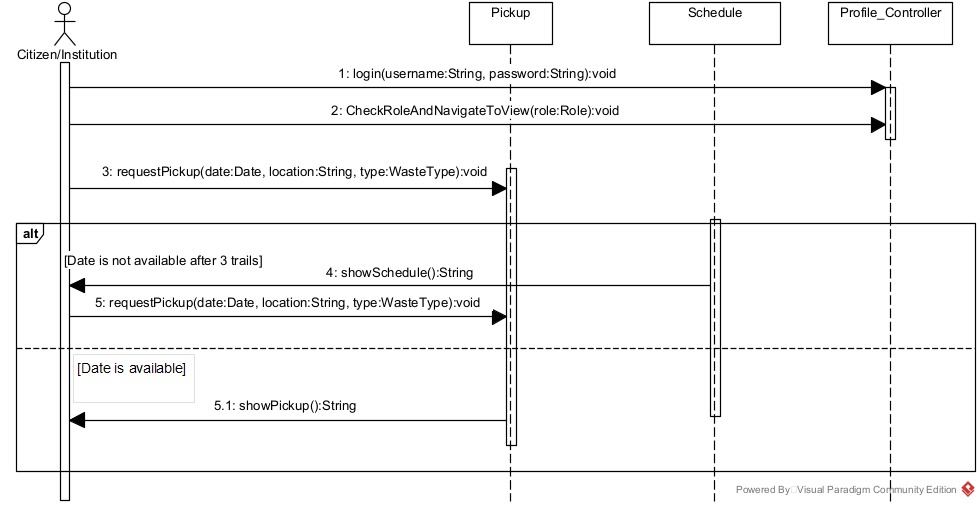 Pickup
Schedule
Profile_Controller
Citizen/Institution
1: login(username:String, password:String):void
2: CheckRoleAndNavigateToView(role:Role):void
3: requestPickup(date:Date, location:String, type:WasteType):void
alt
[Date is not available after 3 trails]
4: showSchedule():String
5: requestPickup(date:Date, location:String, type:WasteType):void
[Date is available]
5.1: showPickup():String
Powered By Visual Paradigm Community Edition